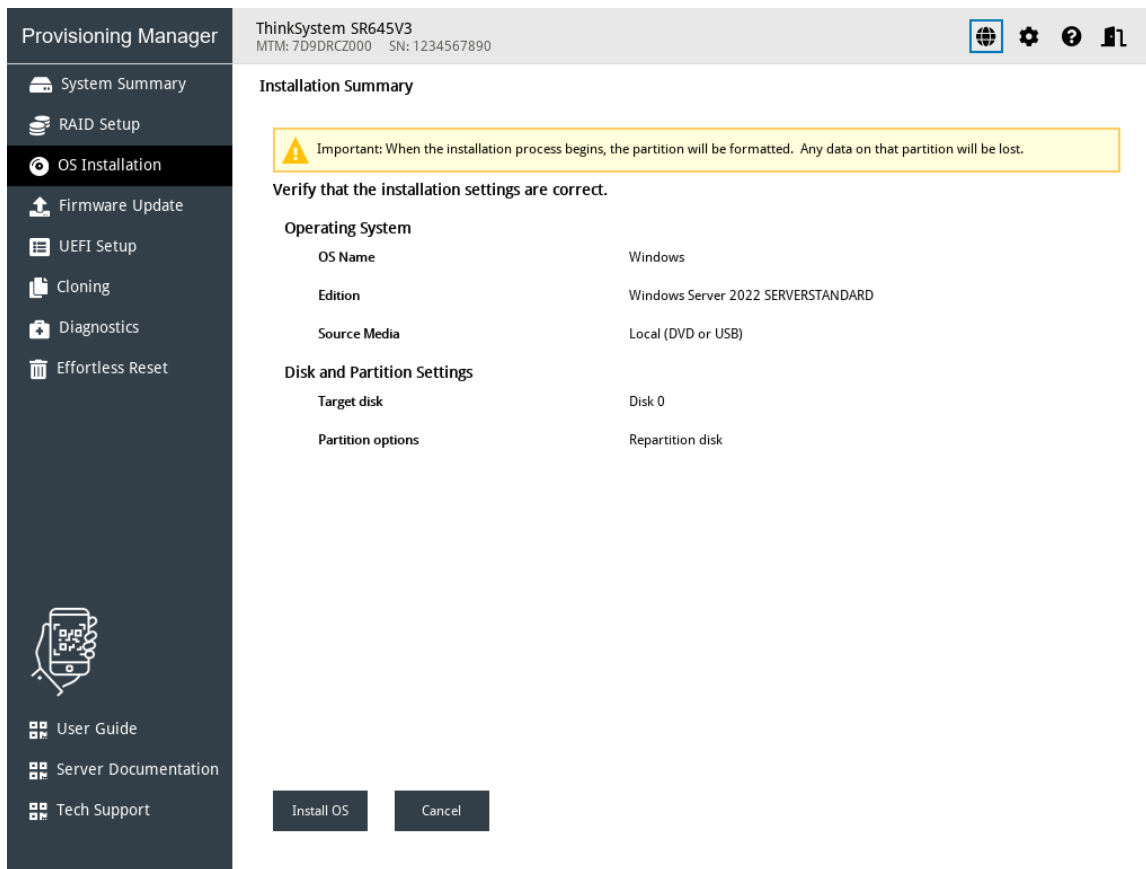 Provisioning Manager
ThinkSystem SR645V3
MTM: 7D9DRCZ000 SN: 1234567890
System Summary
RAID Setup
OS Installation
Firmware Update
UEFI Setup
Cloning
Diagnostics
Effortless Reset
User Guide
Server Documentation
Tech Support
Installation Summary
Important: When the installation process begins, the partition will be formatted. Any data on that partition will be lost.
Verify that the installation settings are correct.
Operating System
OS Name Windows
Edition Windows Server 2022 SERVERSTANDARD
Source Media Local (DVD or USB)
Disk and Partition Settings
Target disk Disk 0
Partition options Repartition disk
Install OS Cancel